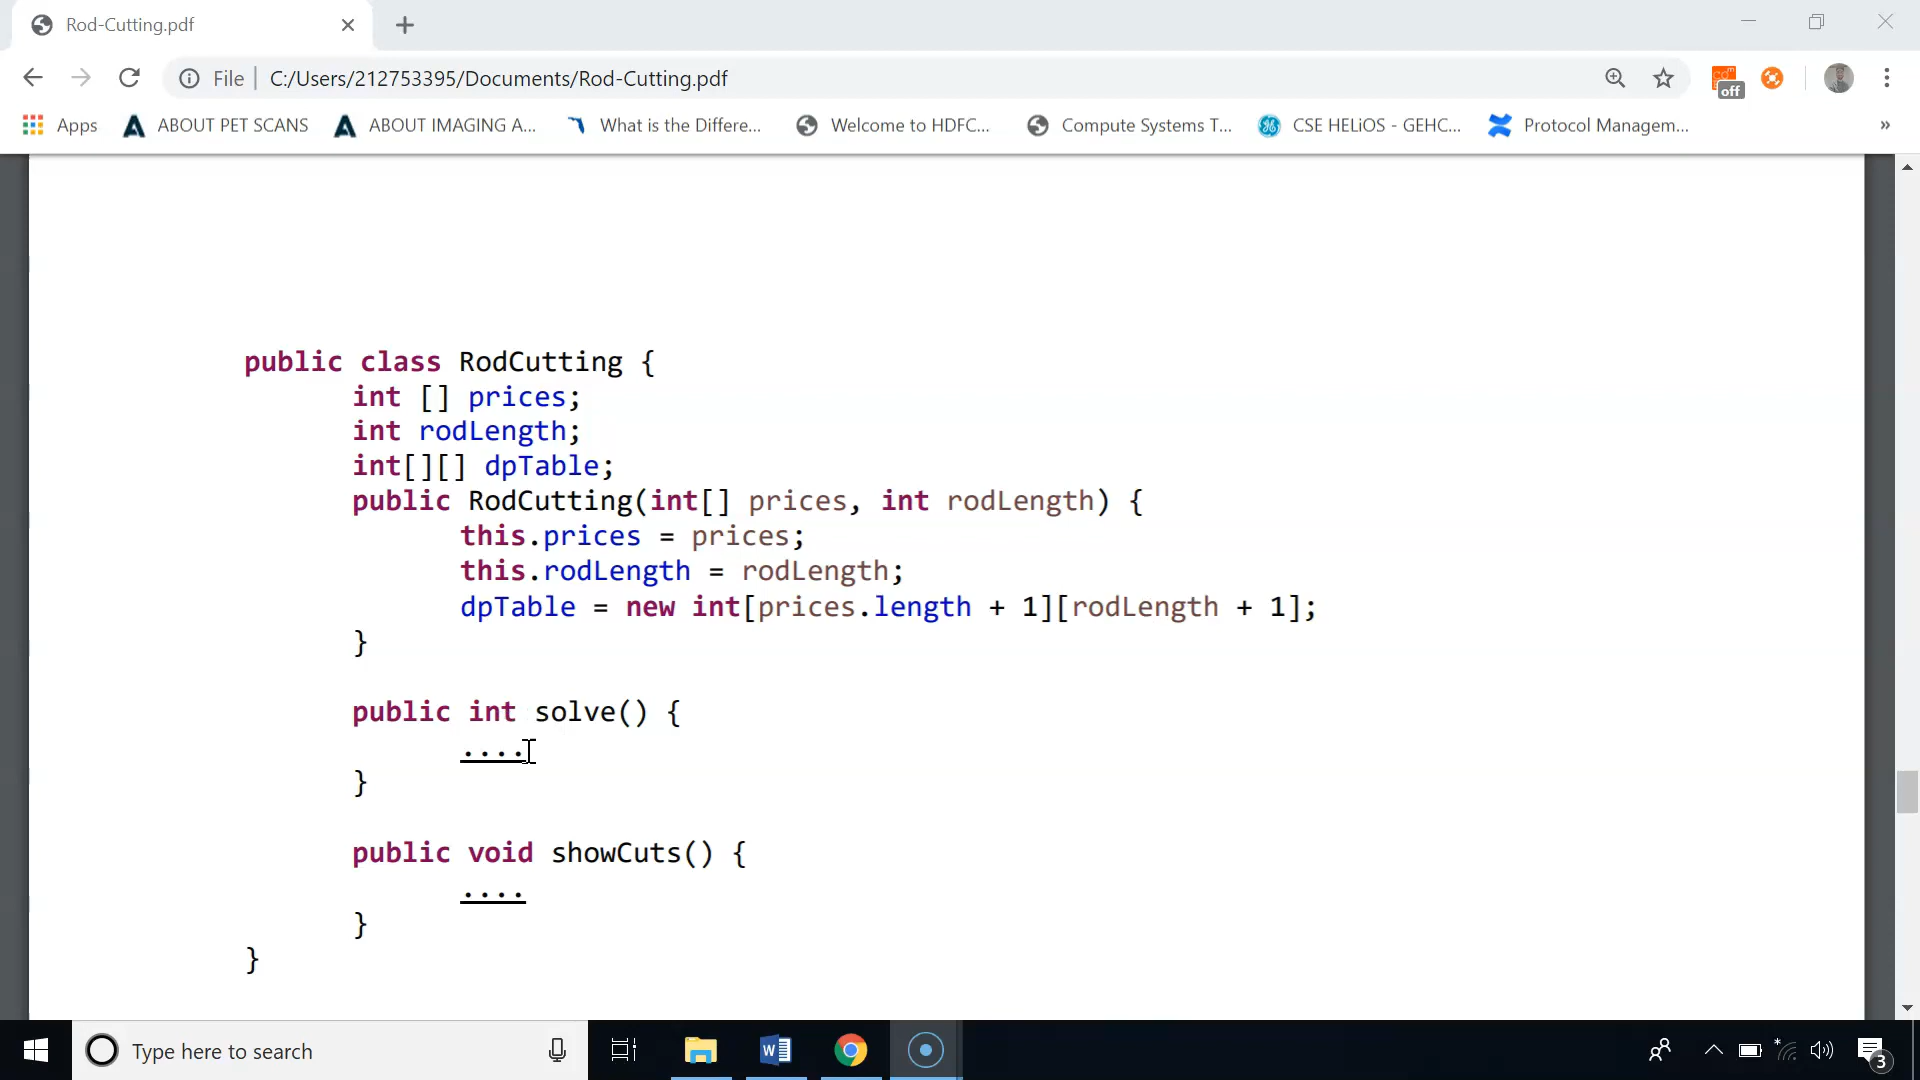 Rod-Cutting.pdf
File
C:/Users/212753395/Documents/Rod-Cutting.pdf
off
Apps
ABOUT PET SCANS
ABOUT IMAGING A...
What is the Differe...
Welcome to HDFC...
Compute Systems T...
CSE HELiOS - GEHC...
Protocol Managem...
»
public class RodCutting {
int [] prices;
int rodLength;
int[][] dpTable;
public RodCutting(int[] prices, int rodLength) {
this.prices = prices;
this.rodLength = rodLength;
dpTable = new int[prices.length + 1][rodLength + 1];
}
public int solve() {
....
}
public void showCuts() {
....
}
}
Type here to search
3